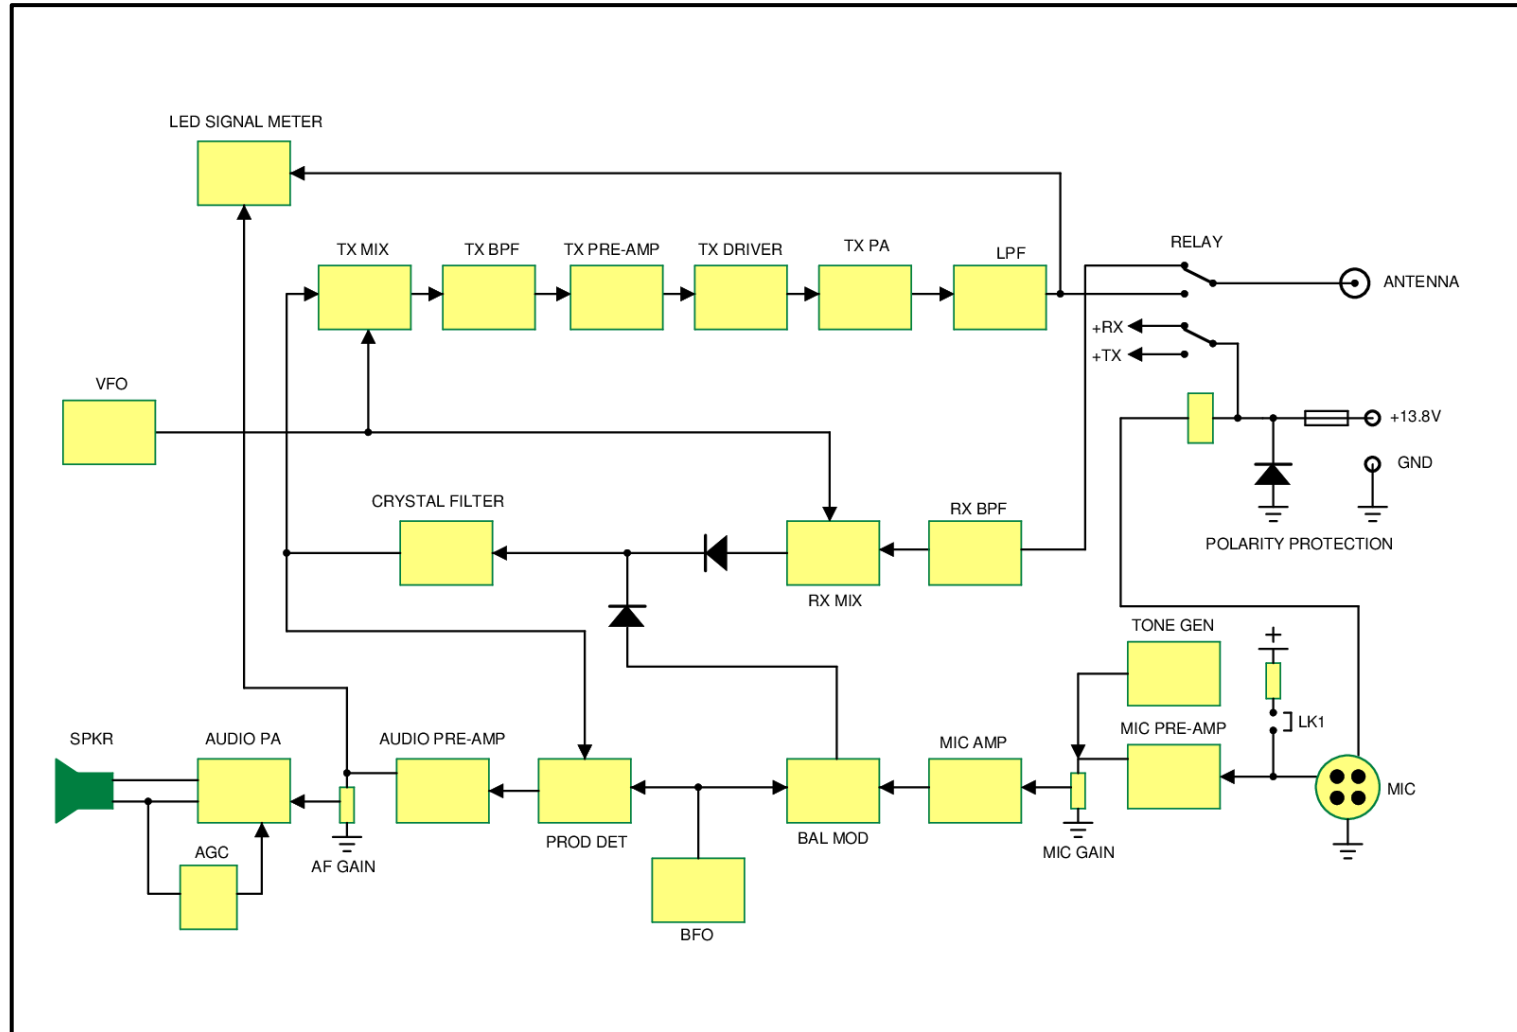 LED SIGNAL METER
TX MIX
TX BPF
TX PRE-AMP
TX DRIVER
TX PA
LPF
RELAY
ANTENNA
+RX
+TX
VFO
+13.8V
GND
CRYSTAL FILTER
RX BPF
POLARITY PROTECTION
RX MIX
TONE GEN
+
LK1
SPKR
AUDIO PA
AUDIO PRE-AMP
MIC AMP
MIC PRE-AMP
MIC
PROD DET
BAL MOD
AGC
AF GAIN
MIC GAIN
BFO